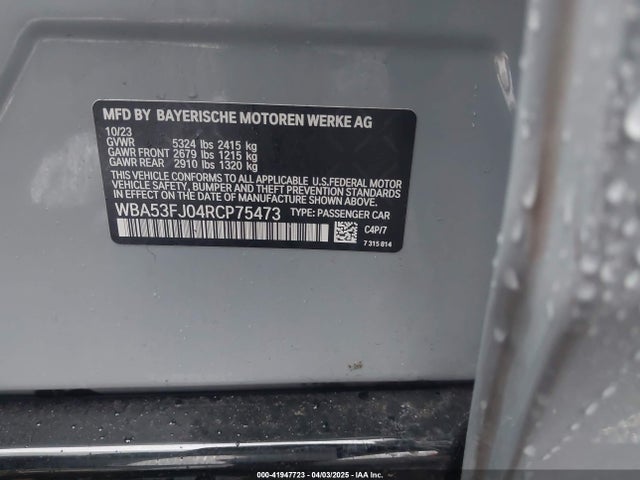 MFD BY BAYERISCHE MOTOREN WERKE AG
10/23
GVWR 5324 lbs 2415 kg
GAWR FRONT 2679 lbs 1215 kg
GAWR REAR 2910 lbs 1320 kg
THIS VEHICLE CONFORMS TO ALL APPLICABLE U.S.FEDERAL MOTOR
VEHICLE SAFETY, BUMPER AND THEFT PREVENTION STANDARDS
IN EFFECT ON THE DATE OF MANUFACTURE SHOWN ABOVE.
WBA53FJ04RCP75473 TYPE: PASSENGER CAR
C4P/7
7 315 814
000-41947723 | 04/03/2025 | IAA Inc.